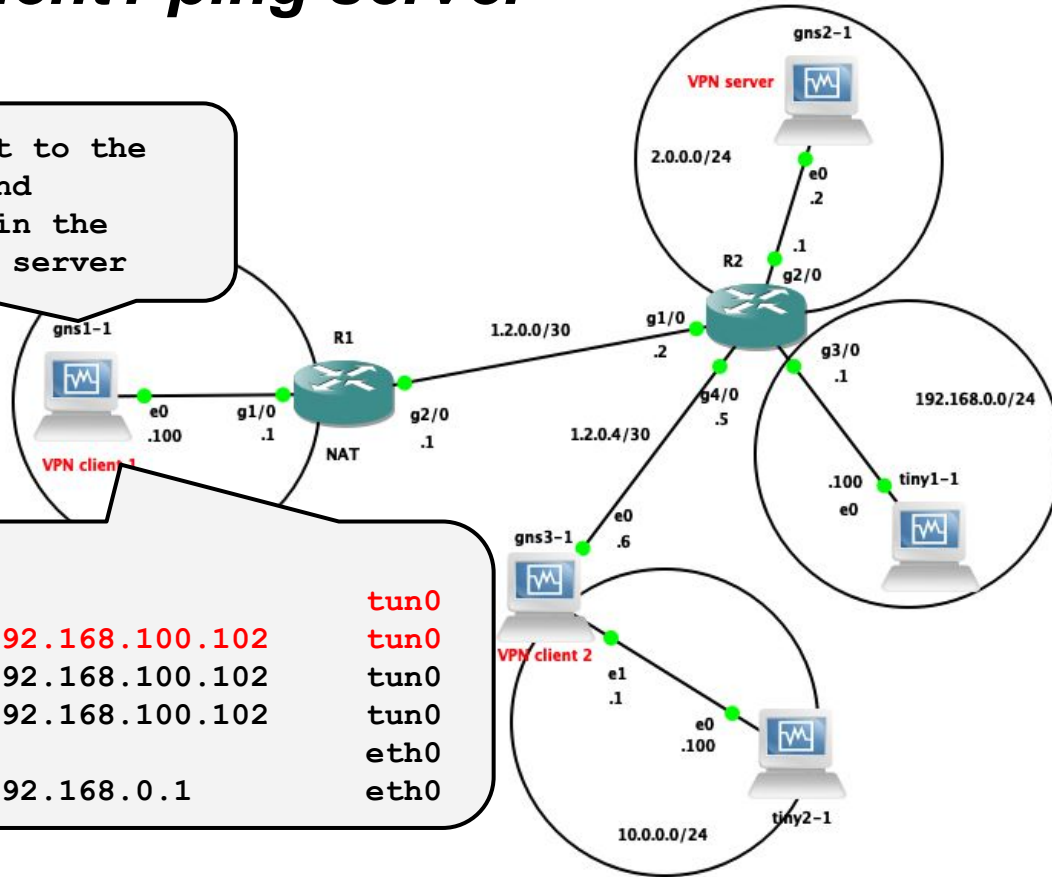 ping server
t to the
nd
in the
server
gns2-1
VPN server
2.0.0.0/24
e0
.2
.1
R2
g2/0
gns1-1
R1
1.2.0.0/30
g1/0
.2
g3/0
.1
e0
.100
g1/0
.1
g2/0
.1
NAT
VPN client 1
g4/0
.5
192.168.0.0/24
1.2.0.4/30
.100
e0
tiny1-1
gns3-1
e0
.6
VPN client 2
tun0
92.168.100.102 tun0
92.168.100.102 tun0
92.168.100.102 tun0
eth0
92.168.0.1 eth0
e1
.1
e0
.100
tiny2-1
10.0.0.0/24